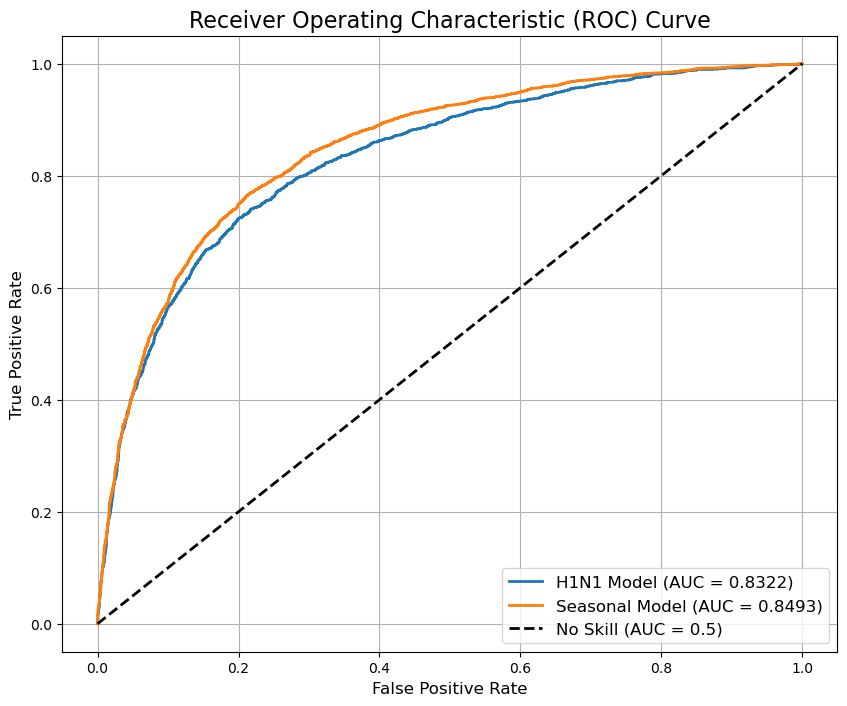 Receiver Operating Characteristic (ROC) Curve
True Positive Rate
1.0
0.8
0.6
0.4
0.2
0.0
H1N1 Model (AUC = 0.8322)
Seasonal Model (AUC = 0.8493)
No Skill (AUC = 0.5)
0.0 0.2 0.4 0.6 0.8 1.0
False Positive Rate